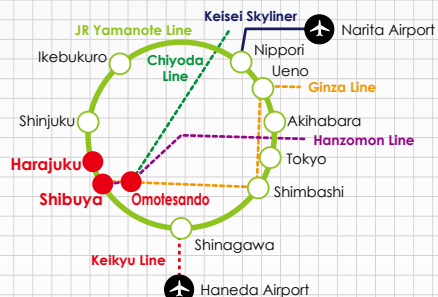 Keisei Skyliner
JR Yamanote Line
Narita Airport
Nippori
Ikebukuro
Chiyoda
Line
Ueno
Ginza Line
Shinjuku
Akihabara
Hanzomon Line
Harajuku
Tokyo
Shibuya
Omotesando
Shimbashi
Shinagawa
Keikyu Line
Haneda Airport